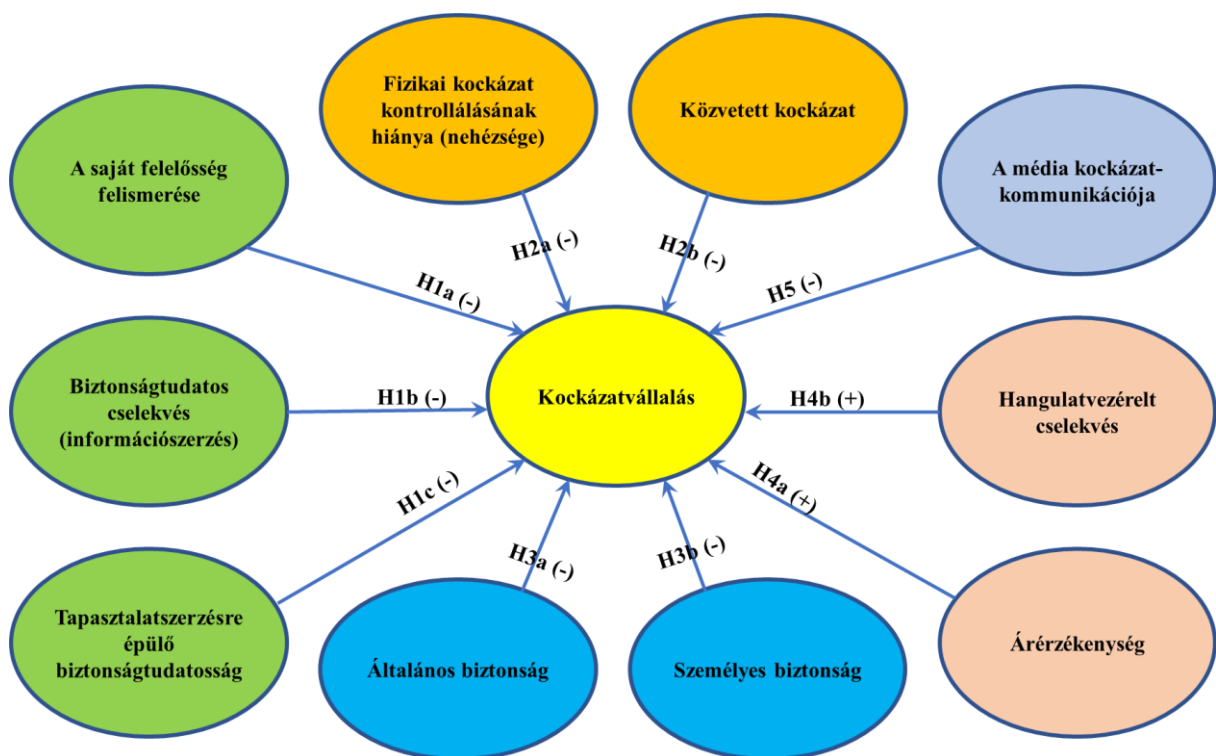 Fizikai kockázat
kontrollálásának
hiánya (nehézsége)
Közvetett kockázat
A saját felelősség
felismerése
A média kockázat-
kommunikációja
H2a (-)
H2b (-)
H1a (-)
H5 (-)
Biztonságtudatos
cselekvés
(információszerzés)
H1b (-)
Kockázatvállalás
H4b (+)
Hangulatvezérelt
cselekvés
H1c (-)
H3a (-)
H3b (-)
H4a (+)
Tapasztalatszerzésre
épülő
biztonságtudatosság
Általános biztonság
Személyes biztonság
Árérzékenység